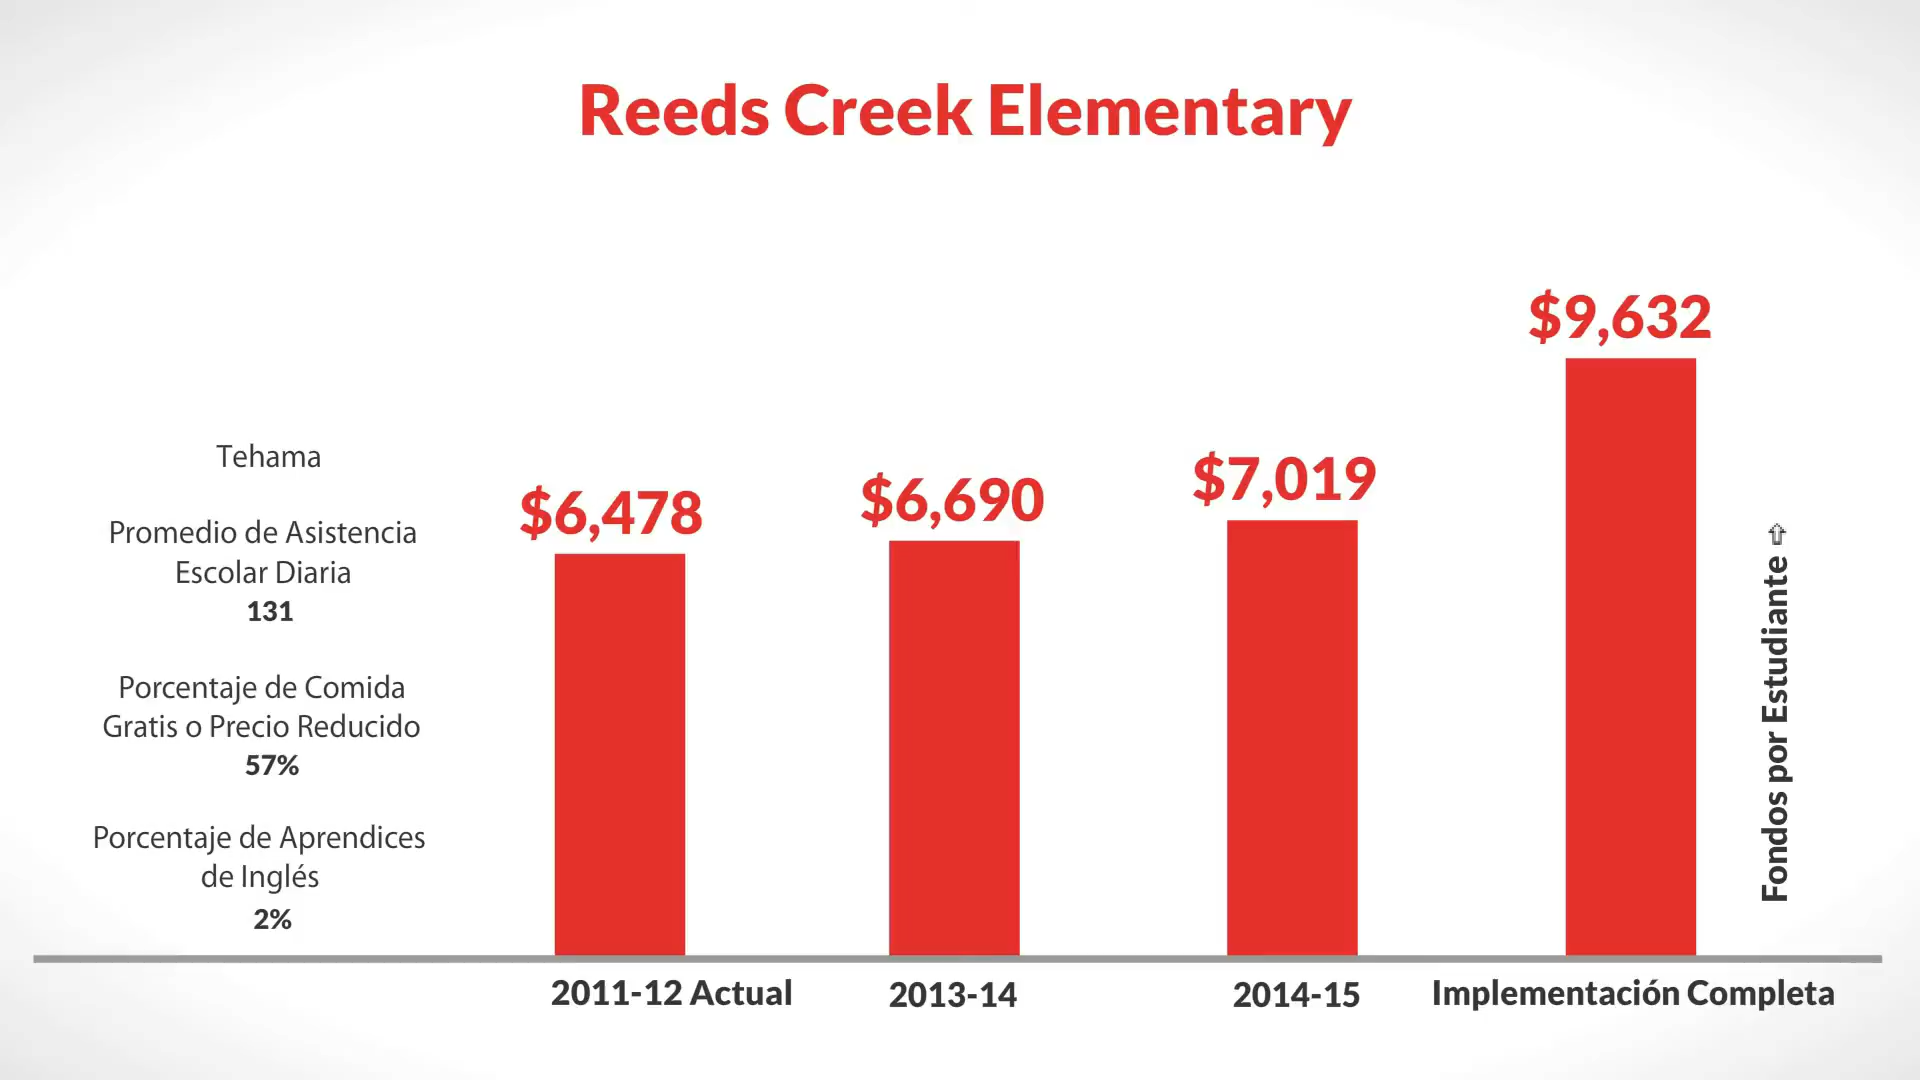 Reeds Creek Elementary
Tehama
Promedio de Asistencia
Escolar Diaria
131
Porcentaje de Comida
Gratis o Precio Reducido
57%
Porcentaje de Aprendices
de Inglés
2%
$6,478
$6,690
$7,019
$9,632
Fondos por Estudiante ⇧
2011-12 Actual
2013-14
2014-15
Implementación Completa